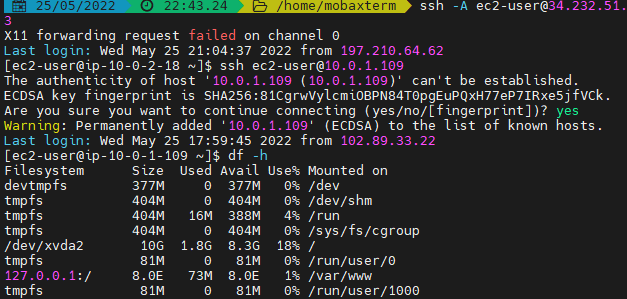 25/05/2022 22:43.24 /home/mobaxterm ssh -A ec2-user@34.232.51.
3
X11 forwarding request failed on channel 0
Last login: Wed May 25 21:04:37 2022 from 197.210.64.62
[ec2-user@ip-10-0-2-18 ~]$ ssh ec2-user@10.0.1.109
The authenticity of host '10.0.1.109 (10.0.1.109)' can't be established.
ECDSA key fingerprint is SHA256:81CgrwVylcmiOBPN84T0pgEuPQxH77eP7IRxe5jfVCk.
Are you sure you want to continue connecting (yes/no/[fingerprint])? yes
Warning: Permanently added '10.0.1.109' (ECDSA) to the list of known hosts.
Last login: Wed May 25 17:59:45 2022 from 102.89.33.22
[ec2-user@ip-10-0-1-109 ~]$ df -h
Filesystem Size Used Avail Use% Mounted on
devtmpfs 377M 0 377M 0% /dev
tmpfs 404M 0 404M 0% /dev/shm
tmpfs 404M 16M 388M 4% /run
tmpfs 404M 0 404M 0% /sys/fs/cgroup
/dev/xvda2 10G 1.8G 8.3G 18% /
tmpfs 81M 0 81M 0% /run/user/0
127.0.0.1:/ 8.0E 73M 8.0E 1% /var/www
tmpfs 81M 0 81M 0% /run/user/1000